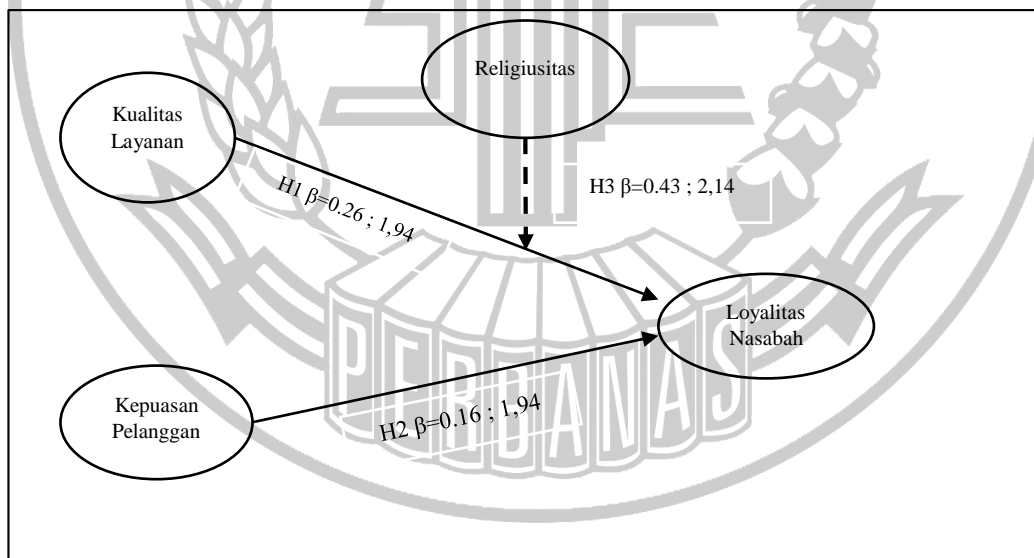 Religiusitas
Kualitas
Layanan
H3 β=0.43 ; 2,14
H1 β=0.26 ; 1,94
Loyalitas
Nasabah
PERBANAS
Kepuasan
Pelanggan
H2 β=0.16 ; 1,94